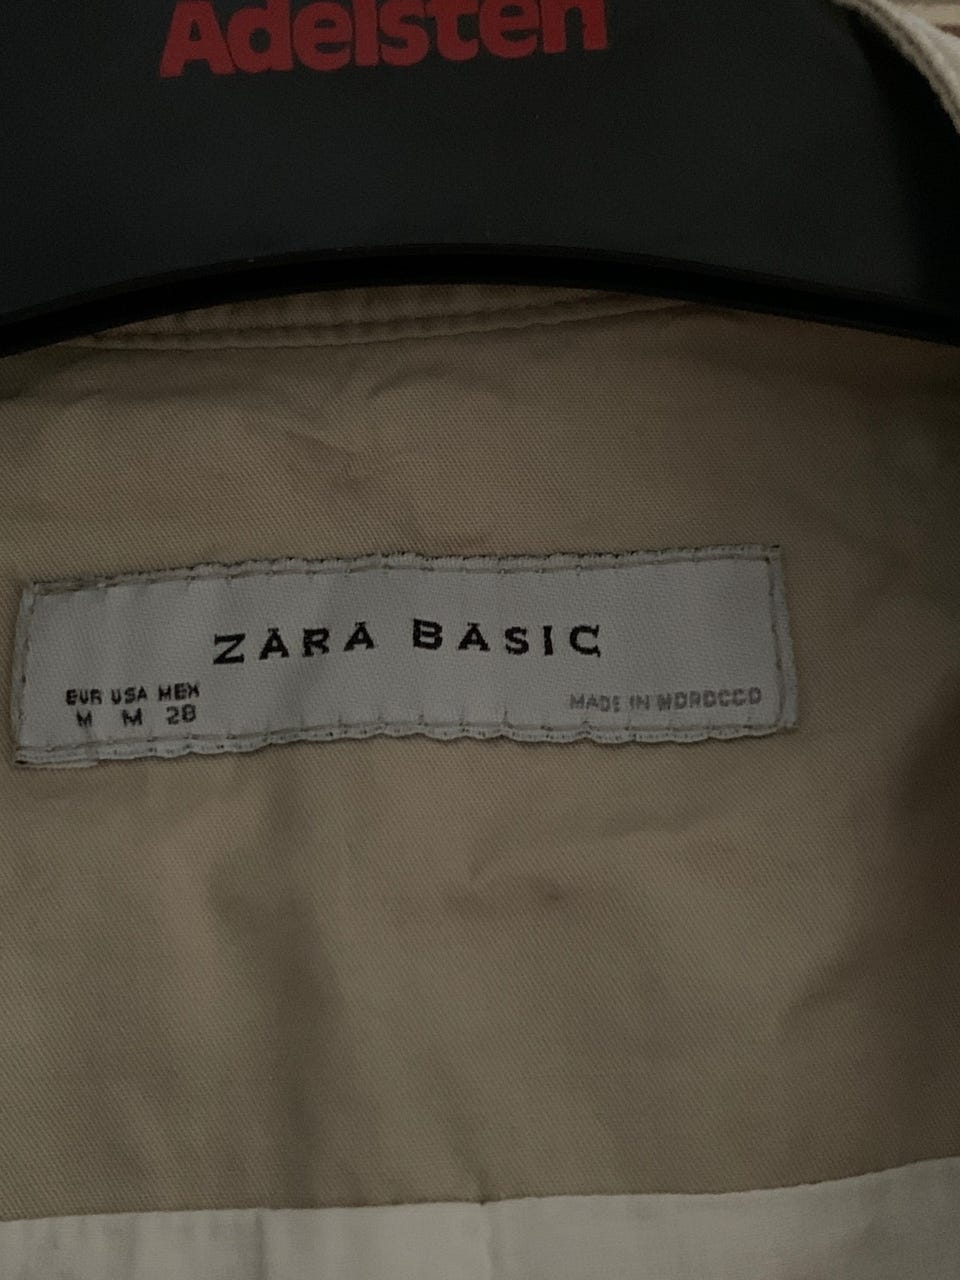 Adelsten
ZARA BASIC
EUR USA MEX
M M 28
MADE IN MOROCCO